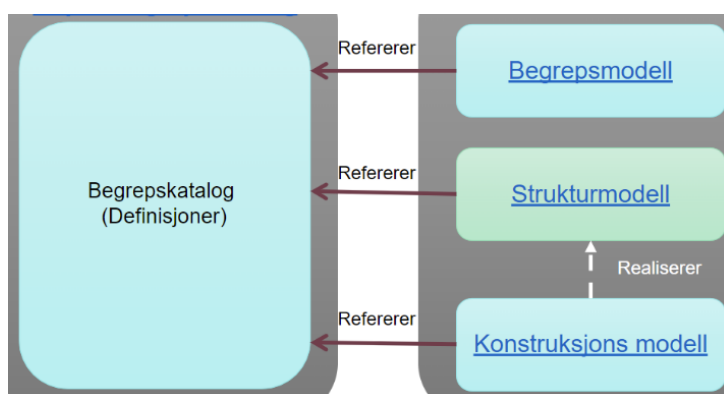 Refererer
Begrepsmodell
Begrepskatalog
(Definisjoner)
Refererer
Strukturmodell
Realiserer
Refererer
Konstruksjons modell